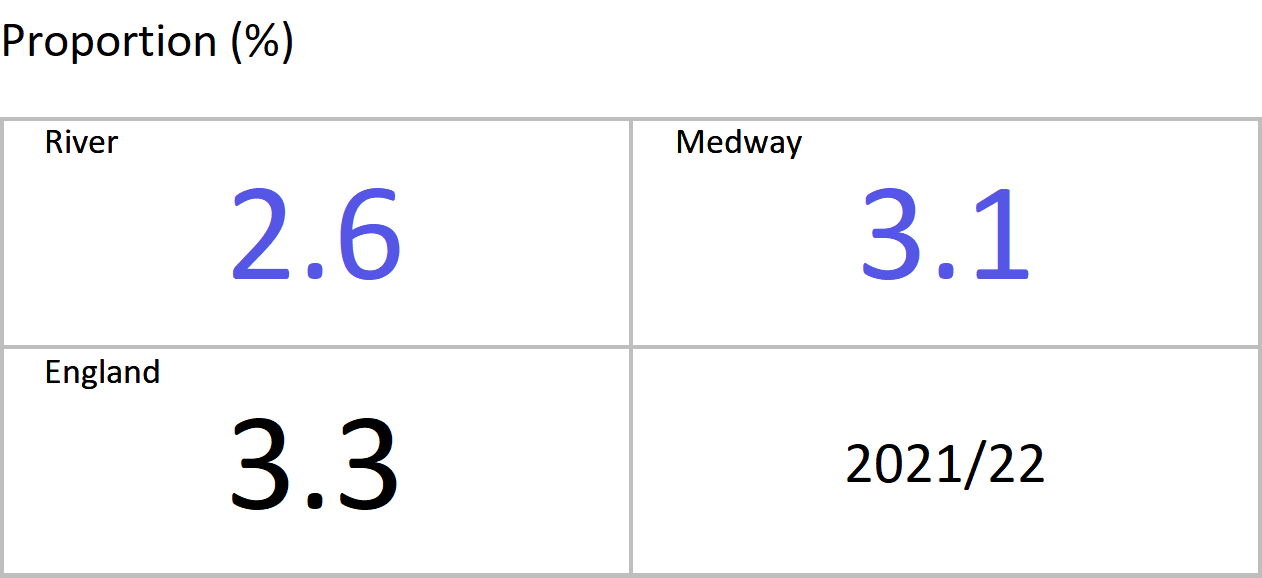 Proportion (%)
River
2.6
Medway
3.1
England
3.3
2021/22